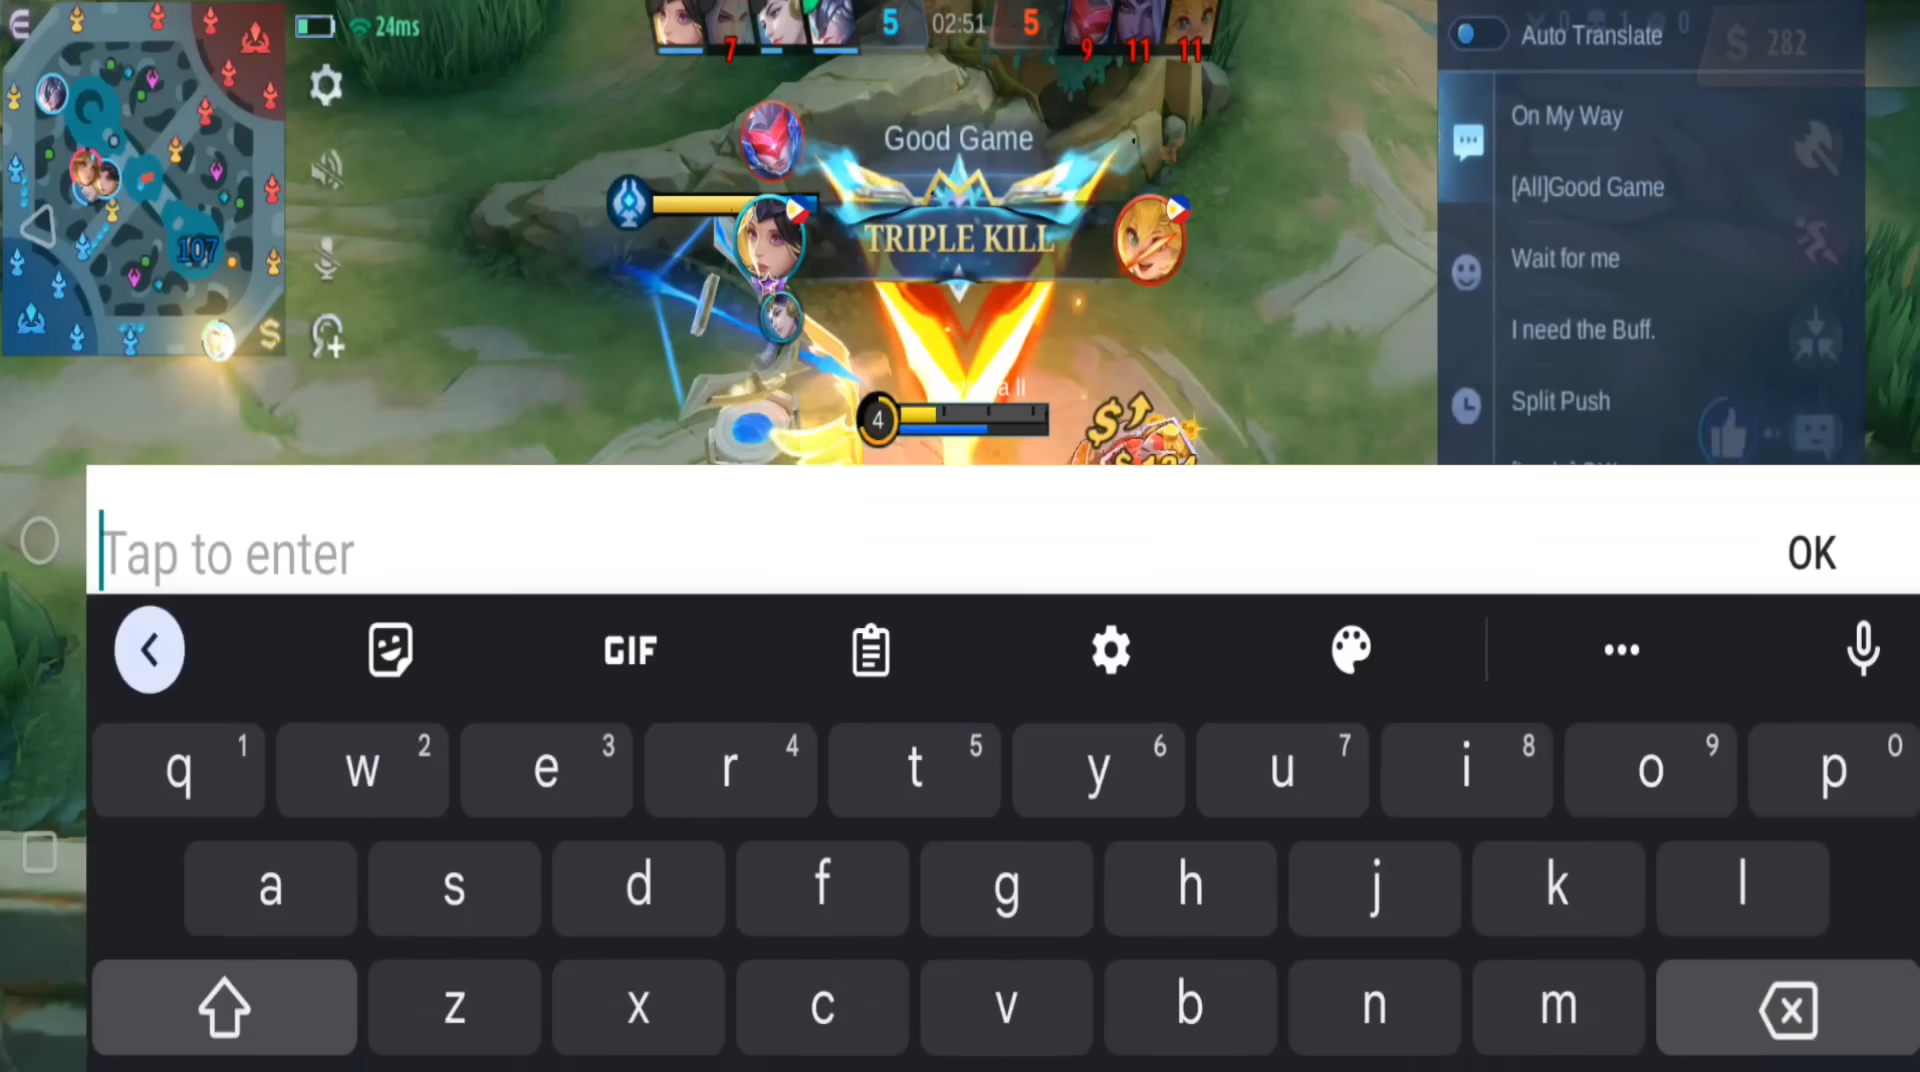 24ms
5 02:51 5
7
9 11 11
Auto Translate
$ 282
Good Game
TRIPLE KILL
107
$
4
On My Way
[All]Good Game
Wait for me
I need the Buff.
Split Push
Tap to enter
OK
GIF
q 1 w 2 e 3 r 4 t 5 y 6 u 7 i 8 o 9 p 0
a s d f g h j k l
z x c v b n m